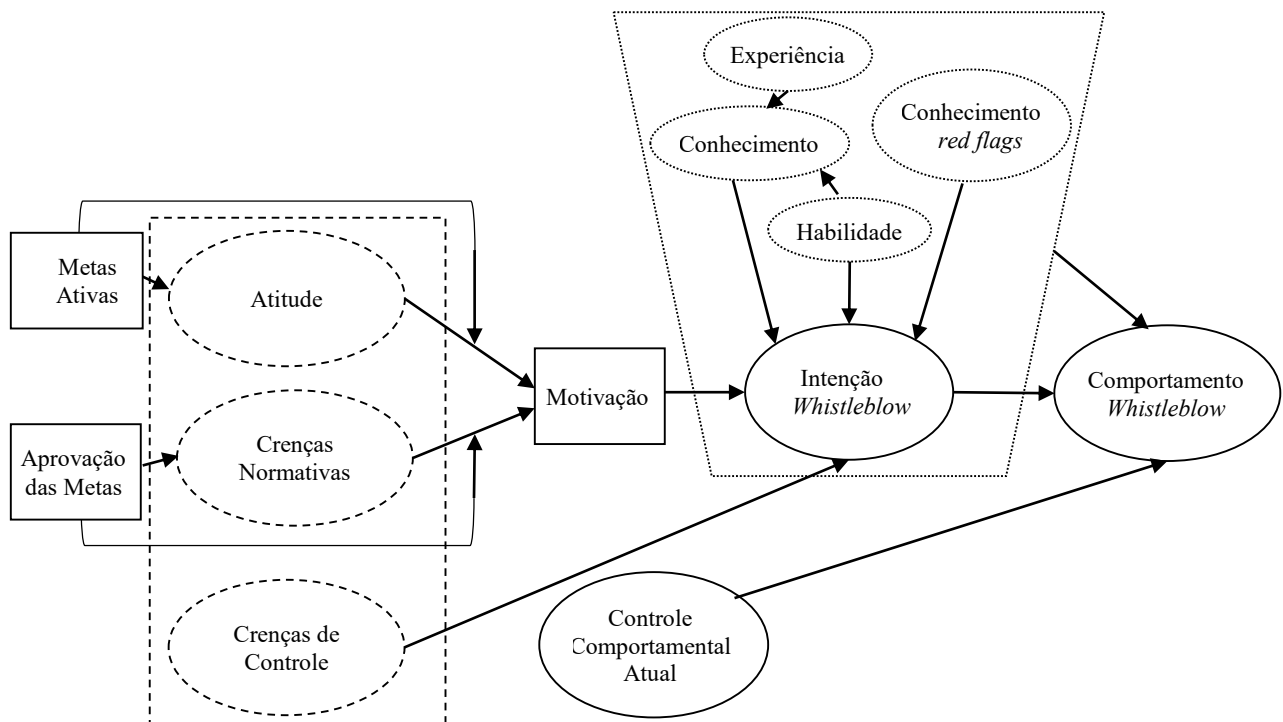 Experiência
Conhecimento
red flags
Conhecimento
Habilidade
Metas
Ativas
Atitude
Motivação
Intenção
Whistleblow
Comportamento
Whistleblow
Aprovação
das Metas
Crenças
Normativas
Crenças de
Controle
Controle
Comportamental
Atual